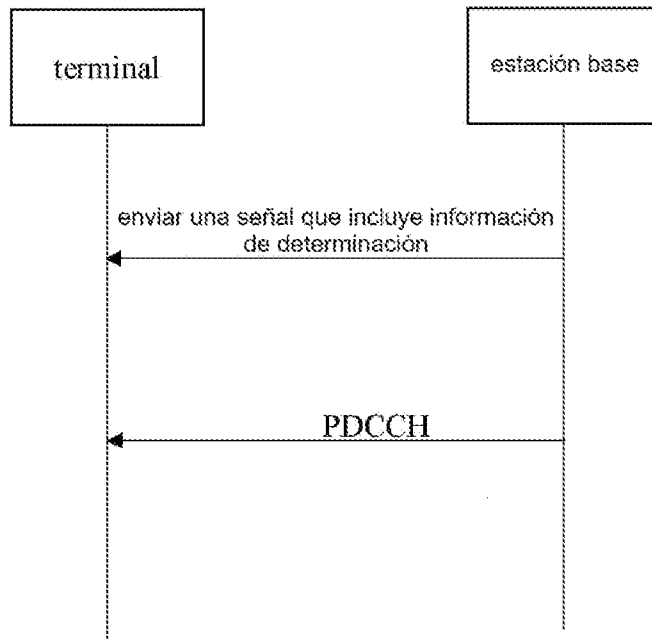 terminal
estación base
enviar una señal que incluye información
de determinación
PDCCH